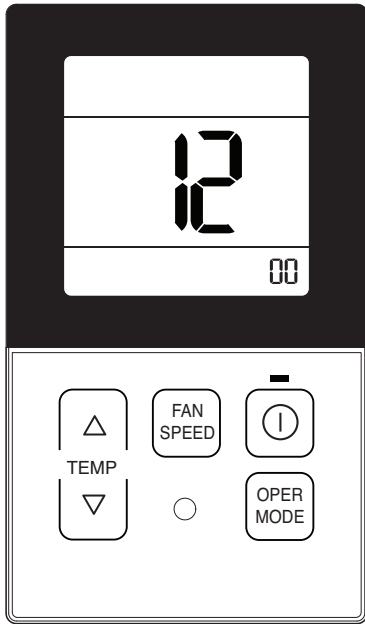 12
00
FAN
SPEED
TEMP
OPER
MODE